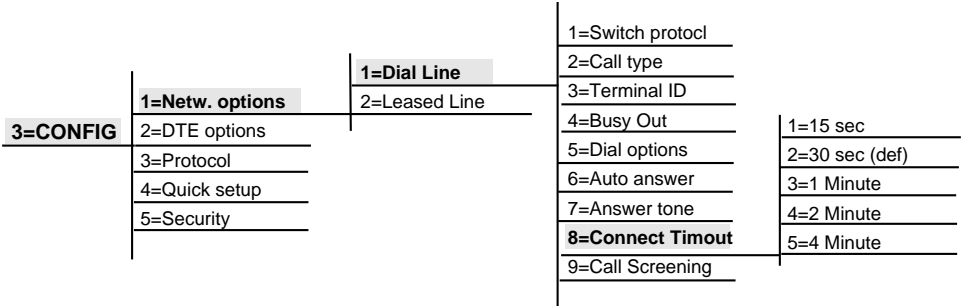 3=CONFIG
1=Netw. options
2=DTE options
3=Protocol
4=Quick setup
5=Security
1=Dial Line
2=Leased Line
1=Switch protocl
2=Call type
3=Terminal ID
4=Busy Out
5=Dial options
6=Auto answer
7=Answer tone
8=Connect Timout
9=Call Screening
1=15 sec
2=30 sec (def)
3=1 Minute
4=2 Minute
5=4 Minute